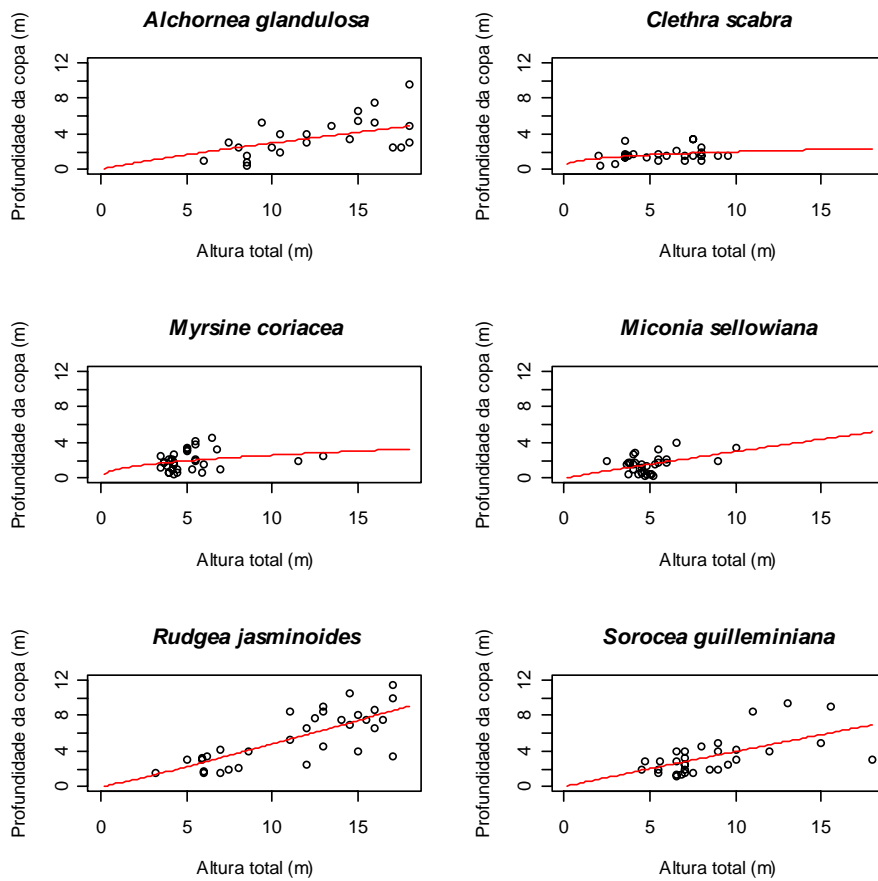 Alchornea glandulosa
Profundidade da copa (m)
0 4 8 12
0 5 10 15
Altura total (m)
Clethra scabra
Profundidade da copa (m)
0 4 8 12
0 5 10 15
Altura total (m)
Myrsine coriacea
Profundidade da copa (m)
0 4 8 12
0 5 10 15
Altura total (m)
Miconia sellowiana
Profundidade da copa (m)
0 4 8 12
0 5 10 15
Altura total (m)
Rudgea jasminoides
Profundidade da copa (m)
0 4 8 12
0 5 10 15
Altura total (m)
Sorocea guilleminiana
Profundidade da copa (m)
0 4 8 12
0 5 10 15
Altura total (m)